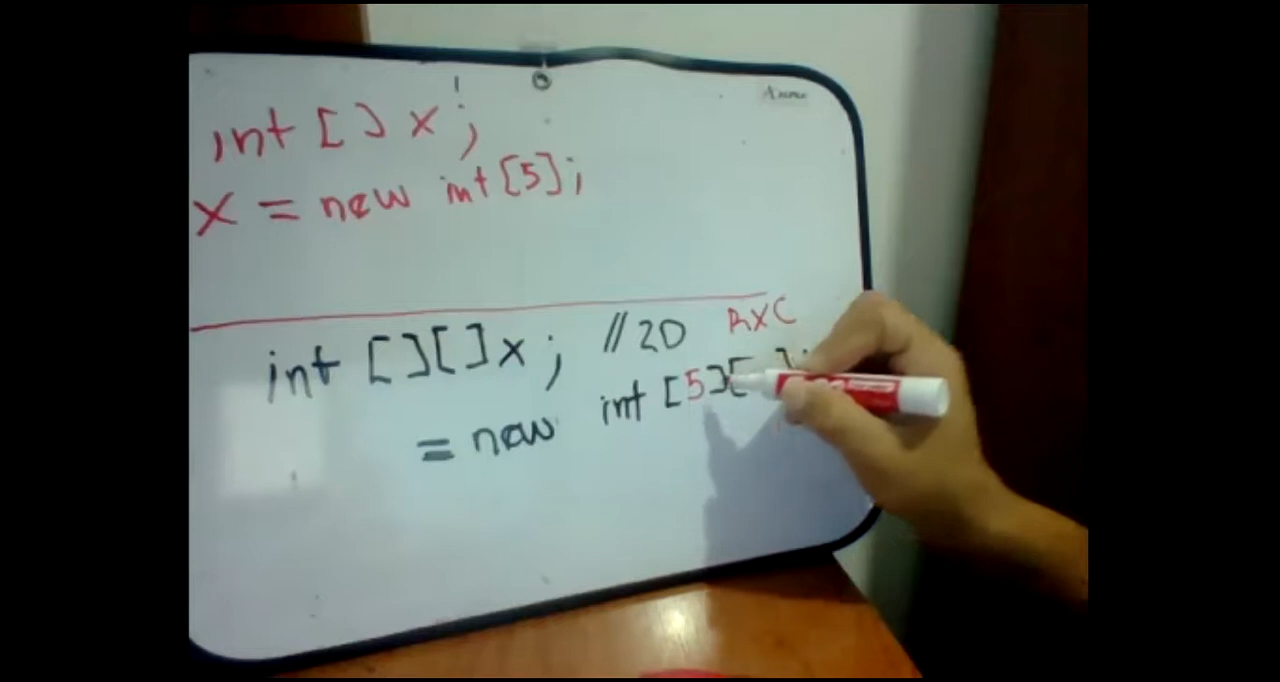 int [] x ;
x = new int [5];
int [][] x ; // 2D RXC
= new int [5][ ];